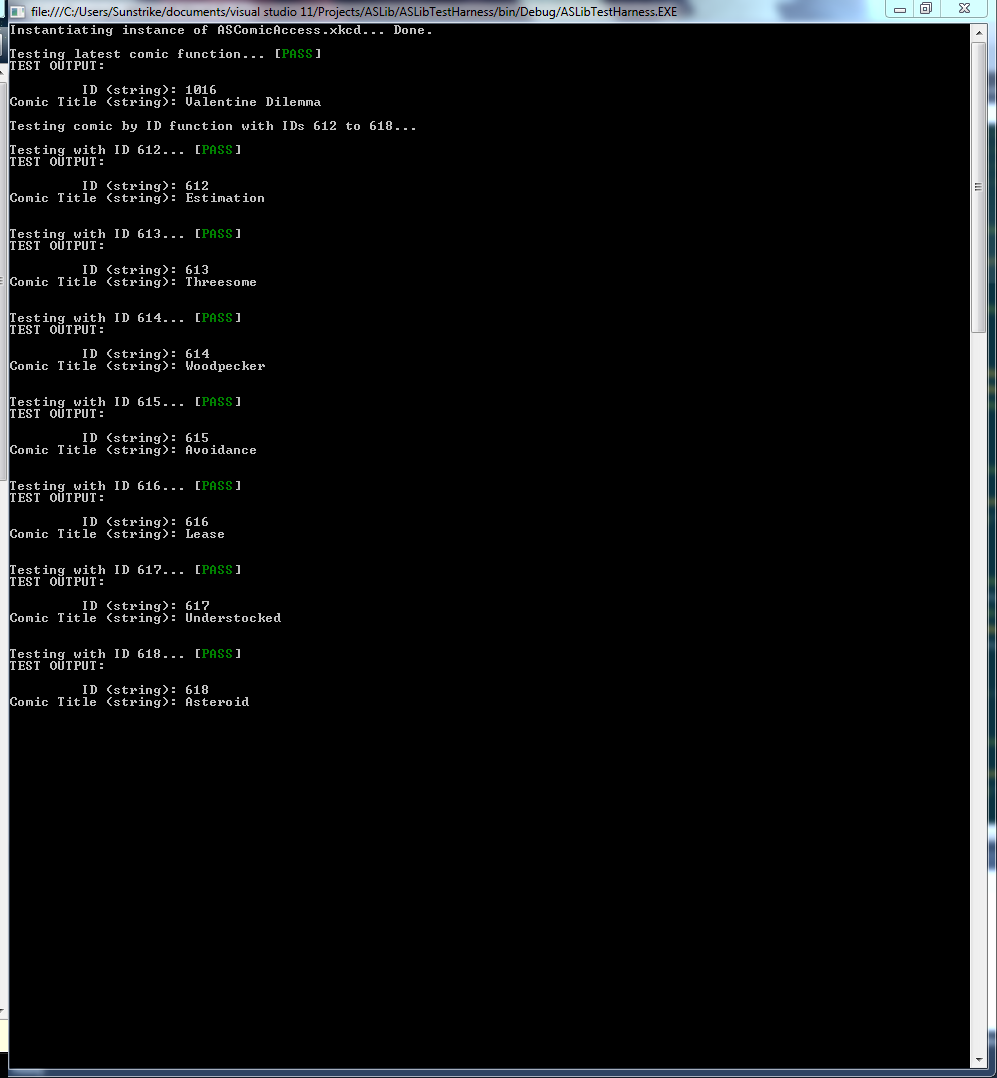 file:///C:/Users/Sunstrike/documents/visual studio 11/Projects/ASLib/ASLibTestHarness/bin/Debug/ASLibTestHarness.EXE
Instantiating instance of ASComicAccess.xkcd... Done.
Testing latest comic function... [PASS]
TEST OUTPUT:
ID (string): 1016
Comic Title (string): Valentine Dilemma
Testing comic by ID function with IDs 612 to 618...
Testing with ID 612... [PASS]
TEST OUTPUT:
ID (string): 612
Comic Title (string): Estimation
Testing with ID 613... [PASS]
TEST OUTPUT:
ID (string): 613
Comic Title (string): Threesome
Testing with ID 614... [PASS]
TEST OUTPUT:
ID (string): 614
Comic Title (string): Woodpecker
Testing with ID 615... [PASS]
TEST OUTPUT:
ID (string): 615
Comic Title (string): Avoidance
Testing with ID 616... [PASS]
TEST OUTPUT:
ID (string): 616
Comic Title (string): Lease
Testing with ID 617... [PASS]
TEST OUTPUT:
ID (string): 617
Comic Title (string): Understocked
Testing with ID 618... [PASS]
TEST OUTPUT:
ID (string): 618
Comic Title (string): Asteroid